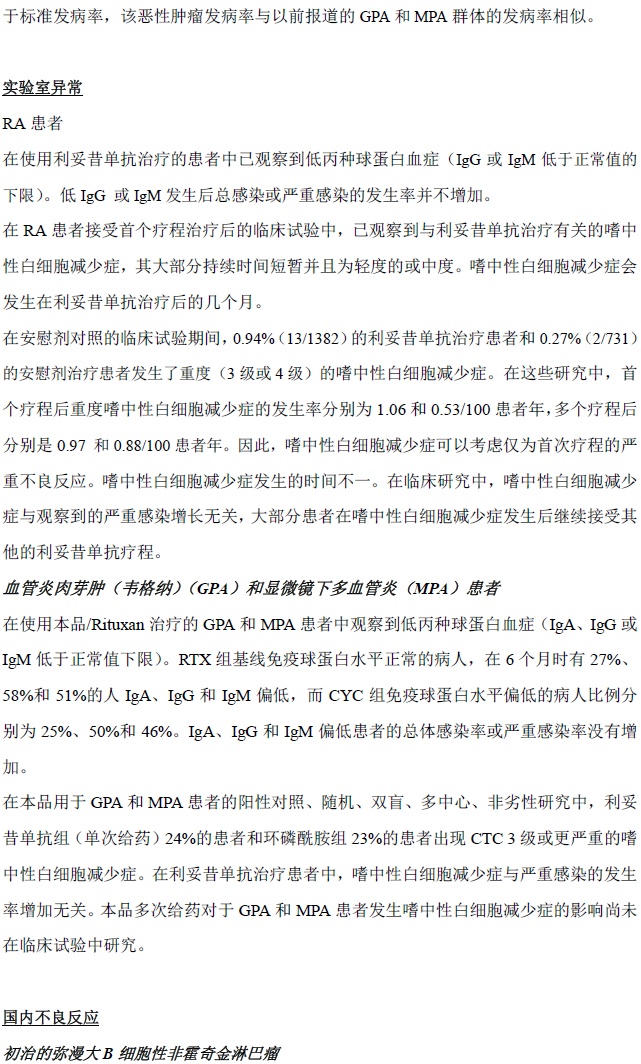 于标准发病率，该恶性肿瘤发病率与以前报道的 GPA 和 MPA 群体的发病率相似。
实验室异常
RA 患者
在使用利妥昔单抗治疗的患者中已观察到低丙种球蛋白血症（IgG 或 IgM 低于正常值的
下限）。低 IgG 或 IgM 发生后总感染或严重感染的发生率并不增加。
在 RA 患者接受首个疗程治疗后的临床试验中，已观察到与利妥昔单抗治疗有关的嗜中
性白细胞减少症，其大部分持续时间短暂并且为轻度的或中度。嗜中性白细胞减少症会
发生在利妥昔单抗治疗后的几个月。
在安慰剂对照的临床试验期间，0.94%（13/1382）的利妥昔单抗治疗患者和 0.27%（2/731）
的安慰剂治疗患者发生了重度（3 级或 4 级）的嗜中性白细胞减少症。在这些研究中，首
个疗程后重度嗜中性白细胞减少症的发生率分别为 1.06 和 0.53/100 患者年，多个疗程后
分别是 0.97 和 0.88/100 患者年。因此，嗜中性白细胞减少症可以考虑仅为首次疗程的严
重不良反应。嗜中性白细胞减少症发生的时间不一。在临床研究中，嗜中性白细胞减少
症与观察到的严重感染增长无关，大部分患者在嗜中性白细胞减少症发生后继续接受其
他的利妥昔单抗疗程。
血管炎肉芽肿（韦格纳）（GPA）和显微镜下多血管炎（MPA）患者
在使用本品/Rituxan 治疗的 GPA 和 MPA 患者中观察到低丙种球蛋白血症（IgA、IgG 或
IgM 低于正常值下限）。RTX 组基线免疫球蛋白水平正常的病人，在 6 个月时有 27%、
58%和 51%的人 IgA、IgG 和 IgM 偏低，而 CYC 组免疫球蛋白水平偏低的病人比例分
别为 25%、50%和 46%。IgA、IgG 和 IgM 偏低患者的总体感染率或严重感染率没有增
加。
在本品用于 GPA 和 MPA 患者的阳性对照、随机、双盲、多中心、非劣性研究中，利妥
昔单抗组（单次给药）24%的患者和环磷酰胺组 23%的患者出现 CTC 3 级或更严重的嗜
中性白细胞减少症。在利妥昔单抗治疗患者中，嗜中性白细胞减少症与严重感染的发生
率增加无关。本品多次给药对于 GPA 和 MPA 患者发生嗜中性白细胞减少症的影响尚未
在临床试验中研究。
国内不良反应
初治的弥漫大 B 细胞性非霍奇金淋巴瘤